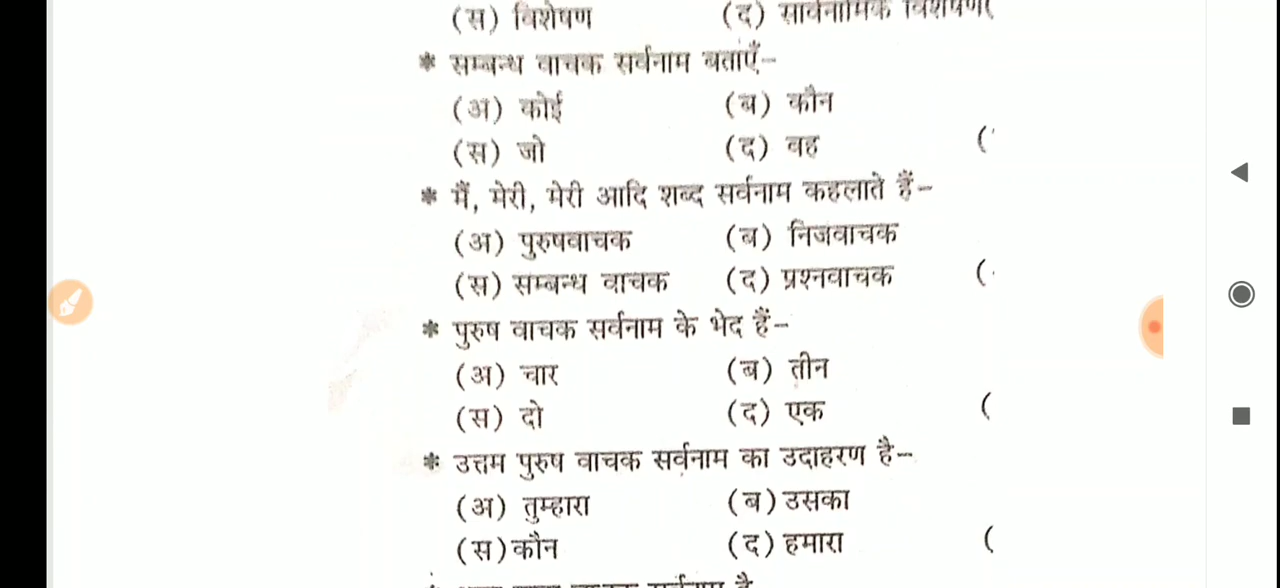 (स) विशेषण (द) सार्वनामिक विशेषण(
* सम्बन्ध वाचक सर्वनाम बताएँ-
(अ) कोई (ब) कौन
(स) जो (द) वह (
* मैं, मेरी, मेरी आदि शब्द सर्वनाम कहलाते हैं-
(अ) पुरुषवाचक (ब) निजवाचक
(स) सम्बन्ध वाचक (द) प्रश्नवाचक (
* पुरुष वाचक सर्वनाम के भेद हैं-
(अ) चार (ब) तीन
(स) दो (द) एक (
* उत्तम पुरुष वाचक सर्वनाम का उदाहरण है-
(अ) तुम्हारा (ब) उसका
(स) कौन (द) हमारा (
सर्वनाम है